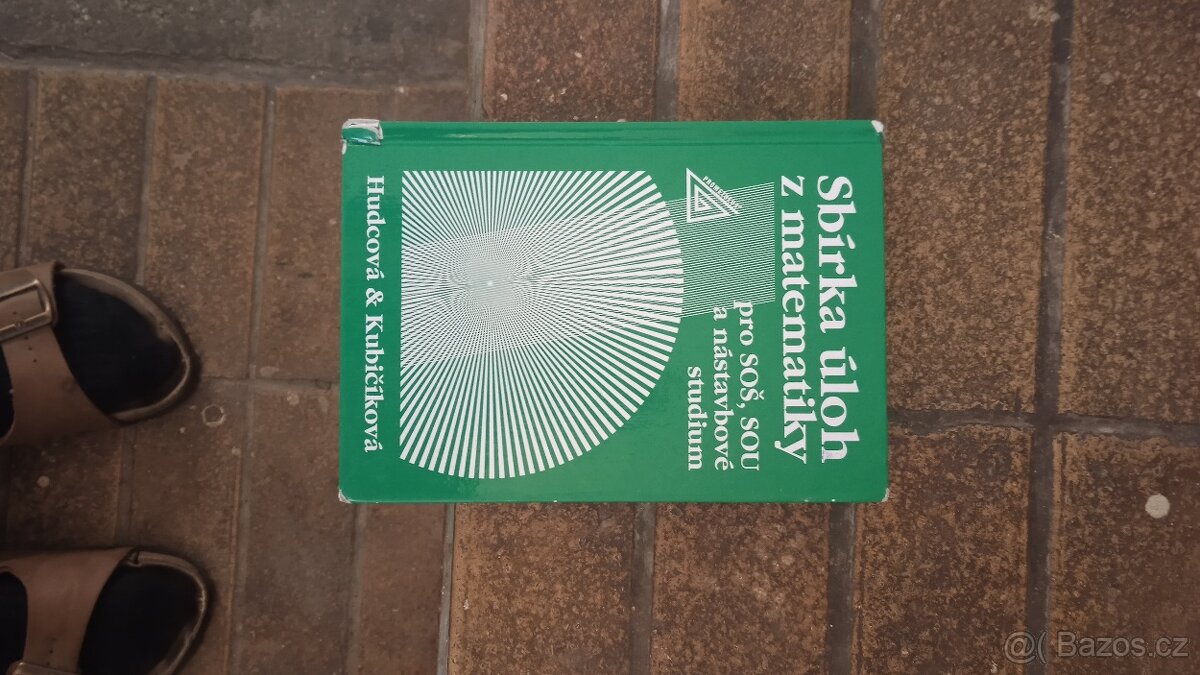 Sbírka úloh
z matematiky
pro SOŠ, SOU
a nástavbové
studium
PROMETHEUS
Hudcová & Kubičíková
@( Bazos.cz